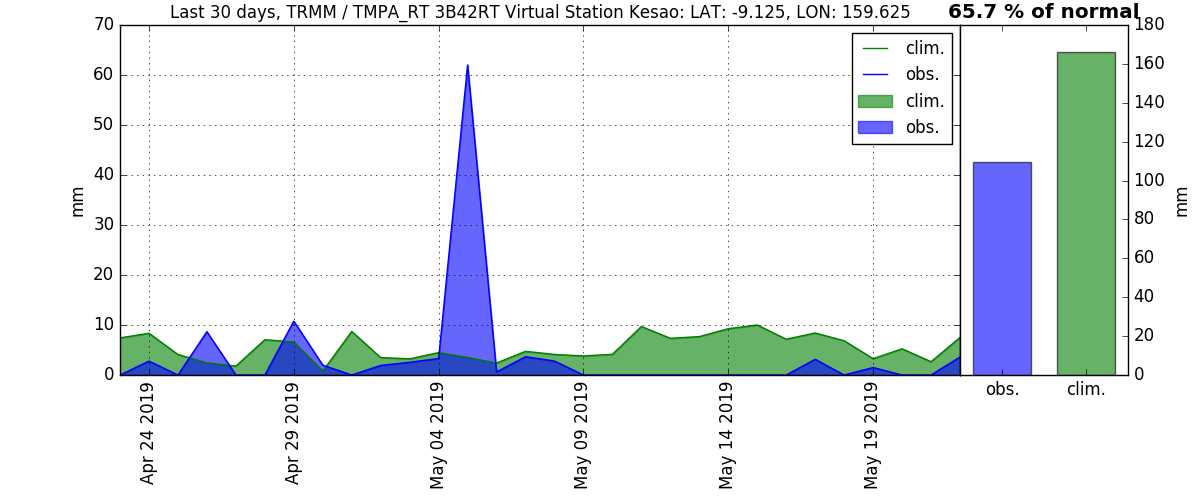 Last 30 days, TRMM / TMPA_RT 3B42RT Virtual Station Kesao: LAT: -9.125, LON: 159.625
65.7 % of normal
70
60
50
40
30
20
10
0
mm
clim.
obs.
clim.
obs.
180
160
140
120
100
80
60
40
20
0
mm
obs.
clim.
Apr 24 2019
Apr 29 2019
May 04 2019
May 09 2019
May 14 2019
May 19 2019